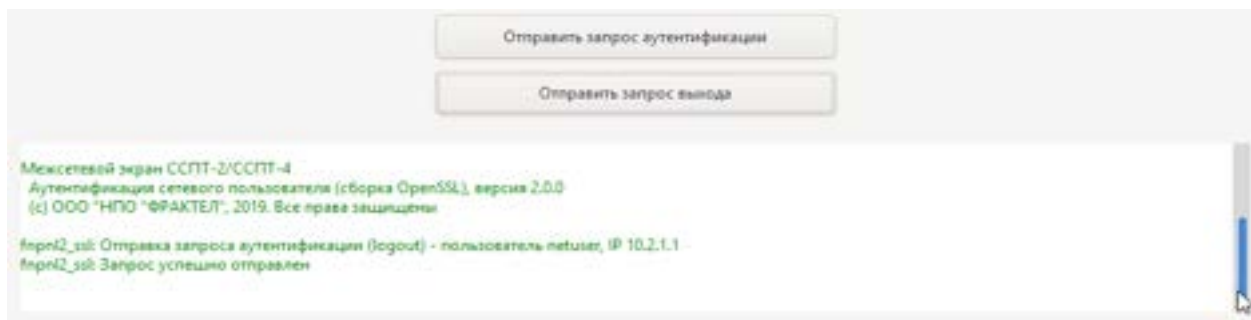 Отправить запрос аутентификации
Отправить запрос выхода
Межсетевой экран ССПТ-2/ССПТ-4
Аутентификация сетевого пользователя (сборка OpenSSL), версия 2.0.0
(c) ООО "НПО "ФРАКТЕЛ", 2019. Все права защищены
fnpnl2_ssl: Отправка запроса аутентификации (logout) - пользователь netuser, IP 10.2.1.1
fnpnl2_ssl: Запрос успешно отправлен